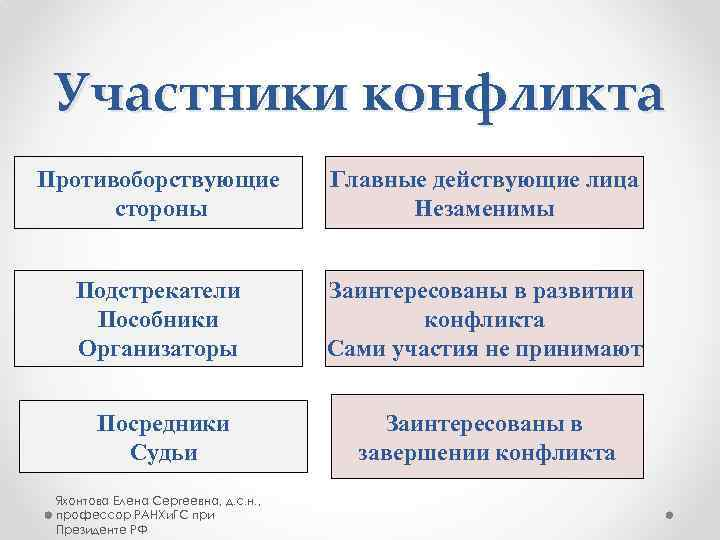 Участники конфликта
Противоборствующие
стороны
Главные действующие лица
Незаменимы
Подстрекатели
Пособники
Организаторы
Заинтересованы в развитии
конфликта
Сами участия не принимают
Посредники
Судьи
Заинтересованы в
завершении конфликта
Яхонтова Елена Сергеевна, д.с.н.,
профессор РАНХиГС при
Президенте РФ